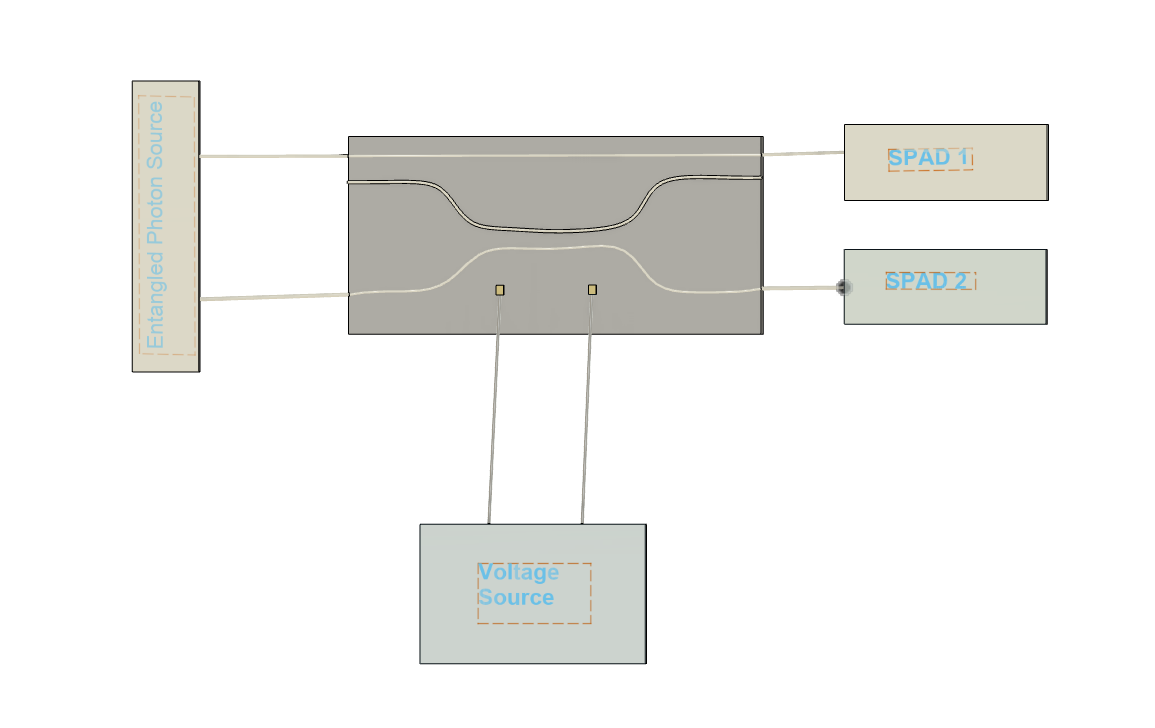 Entangled Photon Source
SPAD 1
SPAD 2
Voltage
Source